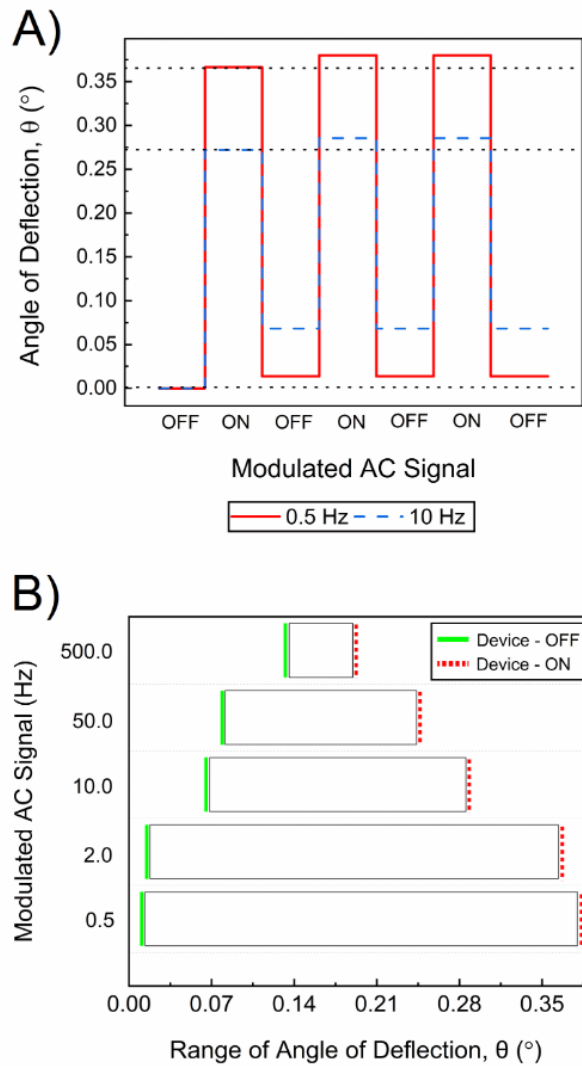 A)
Angle of Deflection, θ (°)
0.35
0.30
0.25
0.20
0.15
0.10
0.05
0.00
OFF ON OFF ON OFF ON OFF
Modulated AC Signal
0.5 Hz 10 Hz
B)
Modulated AC Signal (Hz)
500.0
50.0
10.0
2.0
0.5
Device - OFF
Device - ON
0.00 0.07 0.14 0.21 0.28 0.35
Range of Angle of Deflection, θ (°)